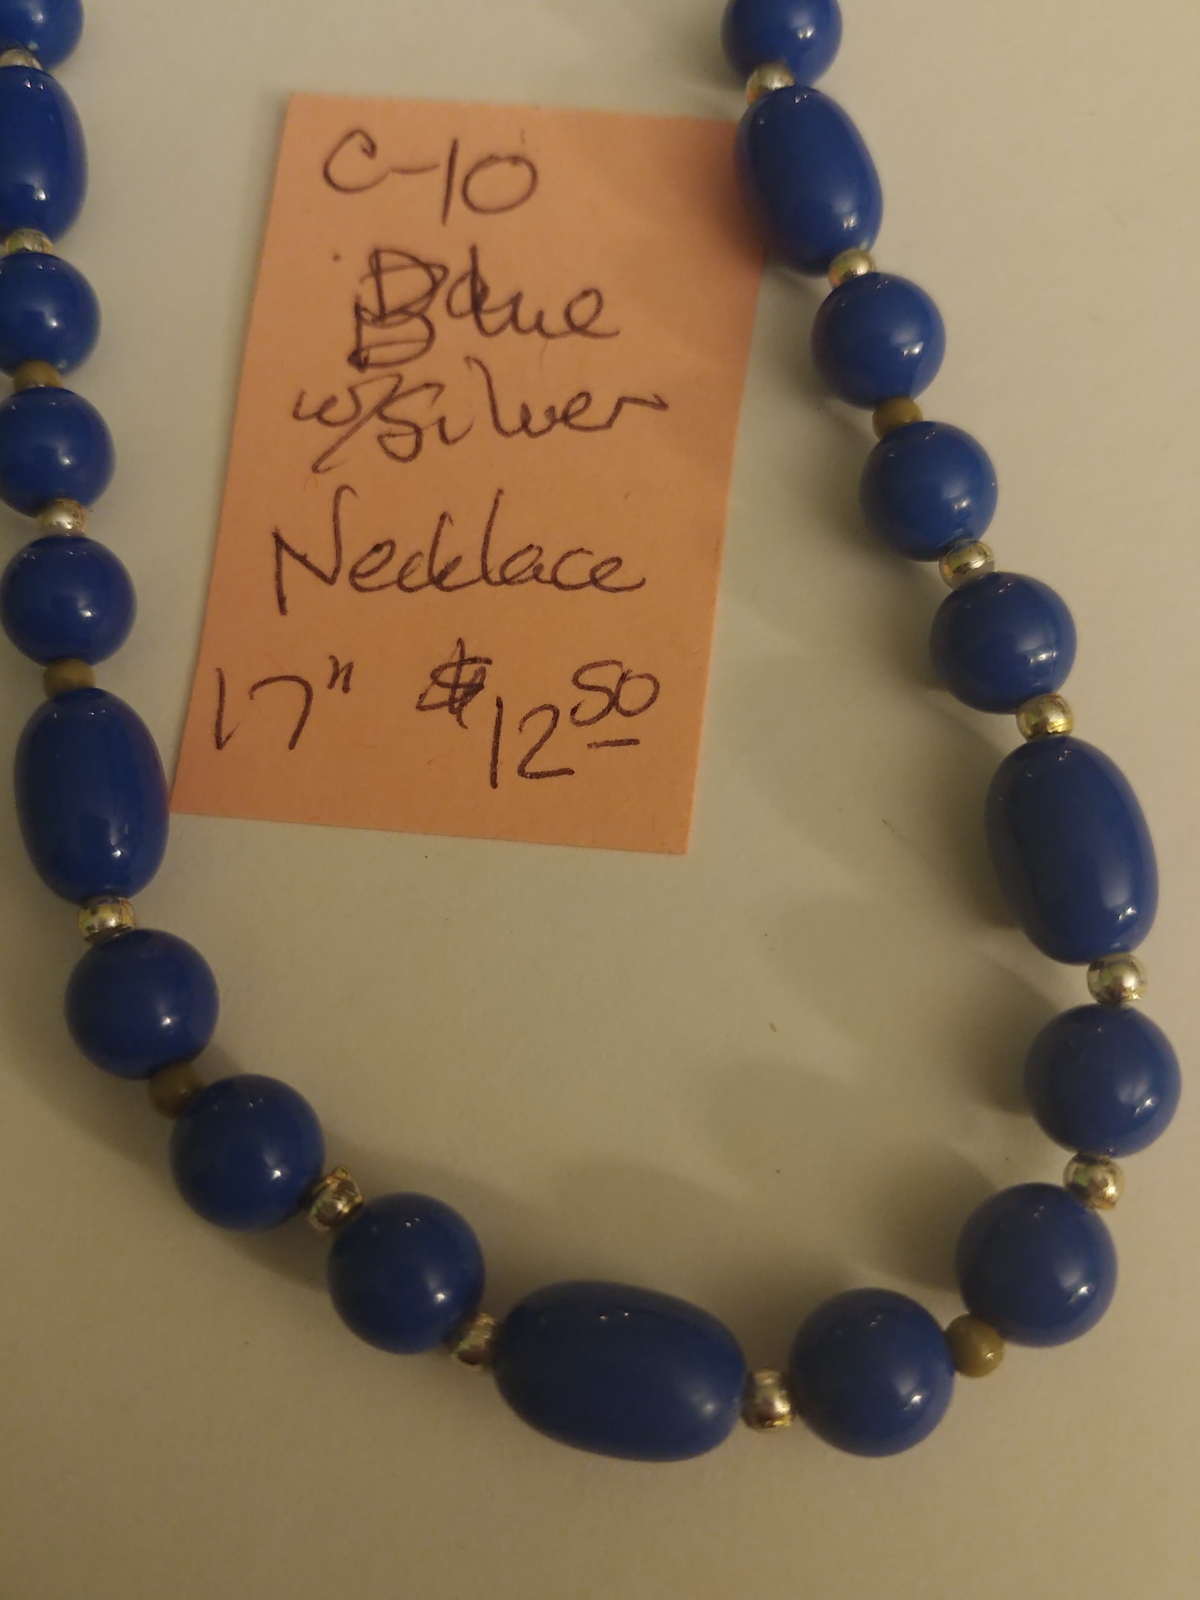 C-10
Blue
w/Silver
Necklace
17" $12.50